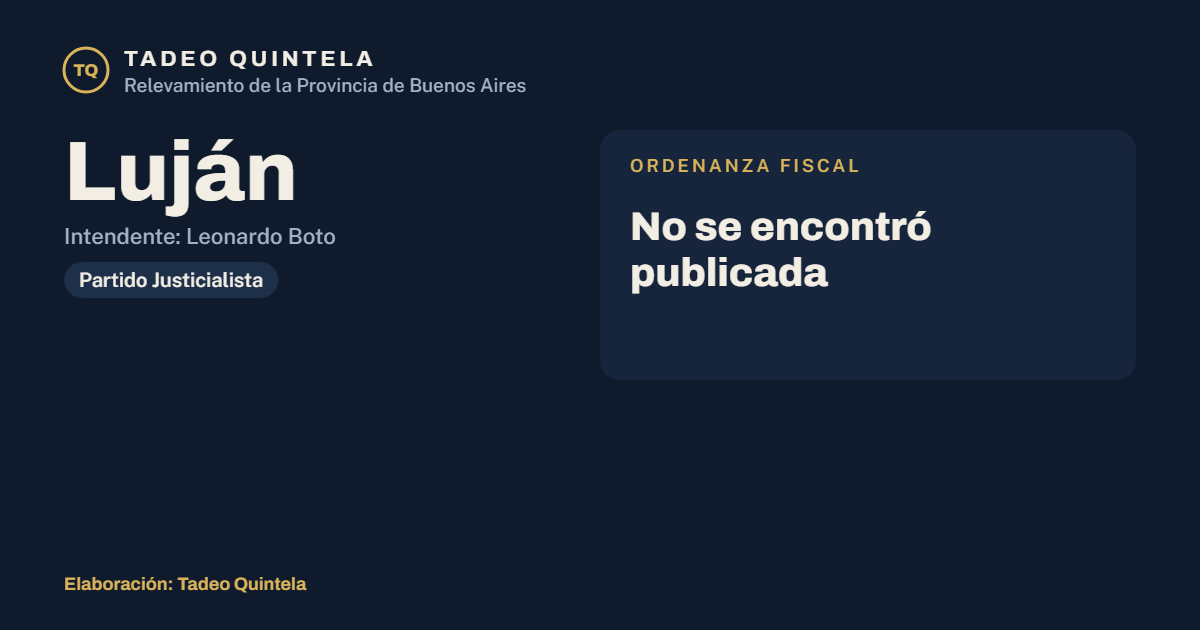 TQ
TADEO QUINTELA
Relevamiento de la Provincia de Buenos Aires
Luján
Intendente: Leonardo Boto
Partido Justicialista
ORDENANZA FISCAL
No se encontró
publicada
Elaboración: Tadeo Quintela